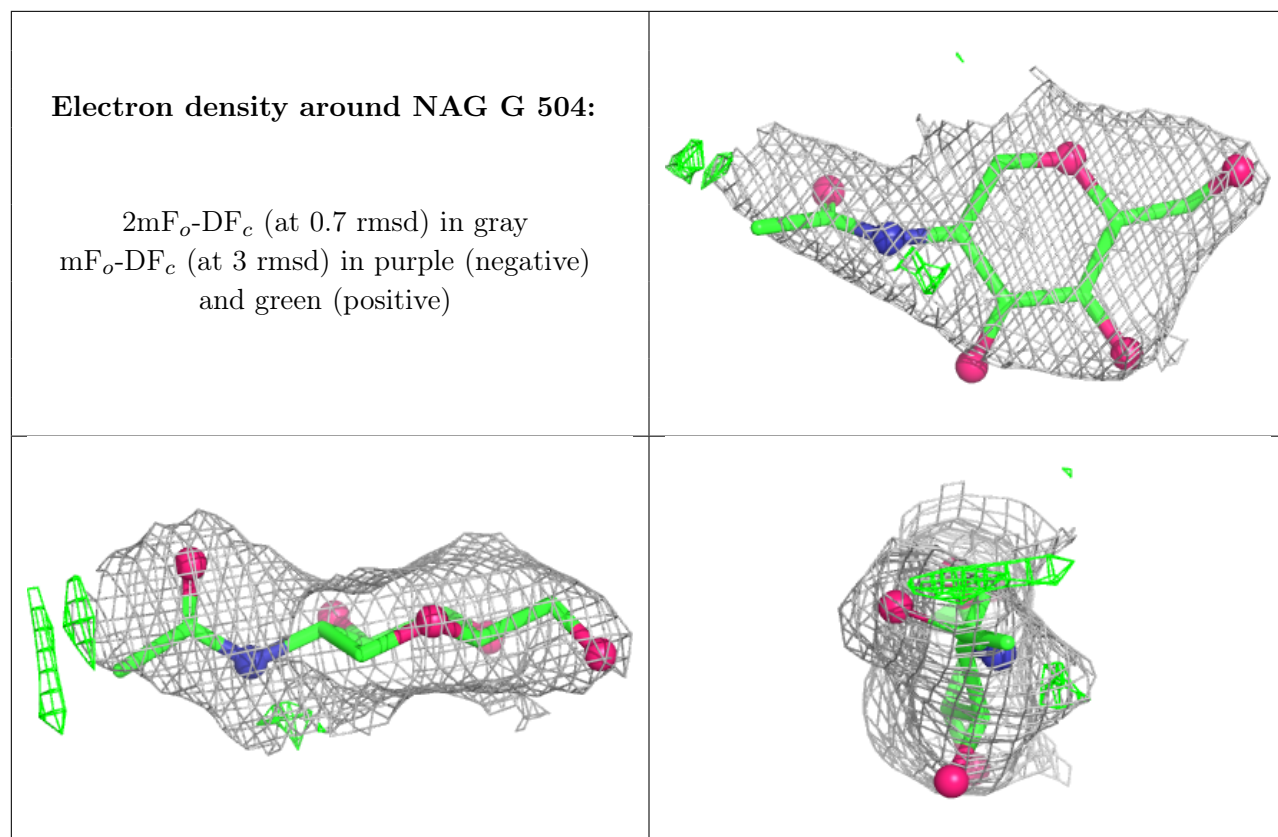 Electron density around NAG G 504:
2mFo-DFc (at 0.7 rmsd) in gray
mFo-DFc (at 3 rmsd) in purple (negative)
and green (positive)